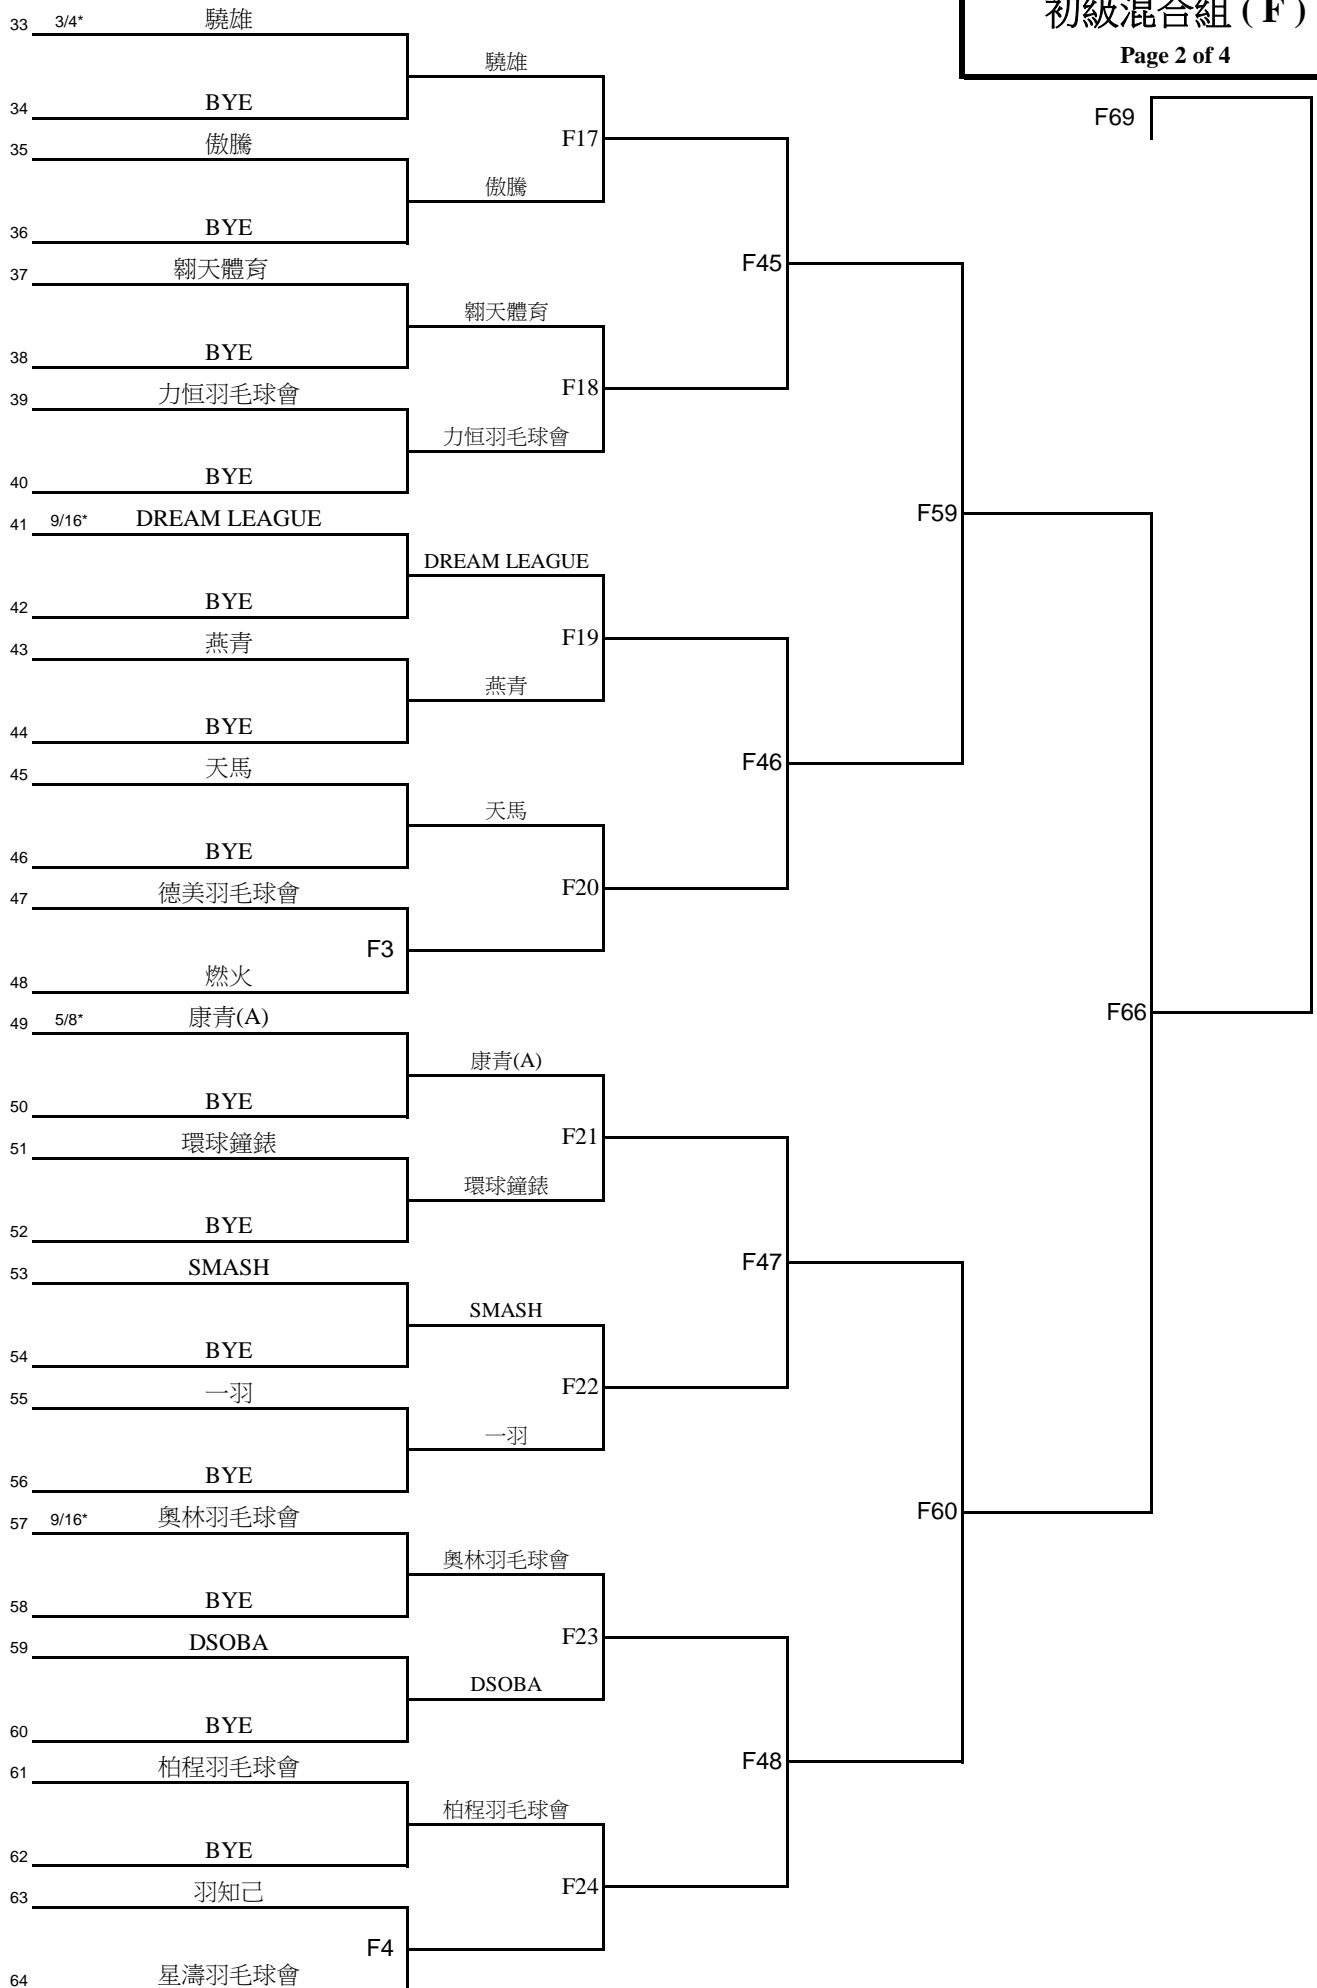 初級混合組 ( F )
Page 2 of 4
33 3/4* 驍雄
驍雄
34 BYE
F69
35 傲騰
F17
傲騰
36 BYE
37 翱天體育
F45
翱天體育
38 BYE
39 力恒羽毛球會
F18
力恒羽毛球會
40 BYE
41 9/16* DREAM LEAGUE
F59
DREAM LEAGUE
42 BYE
43 燕青
F19
燕青
44 BYE
45 天馬
F46
天馬
46 BYE
47 德美羽毛球會
F20
F3
48 燃火
49 5/8* 康青(A)
F66
康青(A)
50 BYE
51 環球鐘錶
F21
環球鐘錶
52 BYE
53 SMASH
F47
SMASH
54 BYE
55 一羽
F22
一羽
56 BYE
57 9/16* 奧林羽毛球會
F60
奧林羽毛球會
58 BYE
59 DSOBA
F23
DSOBA
60 BYE
61 柏程羽毛球會
F48
柏程羽毛球會
62 BYE
63 羽知己
F24
F4
64 星濤羽毛球會